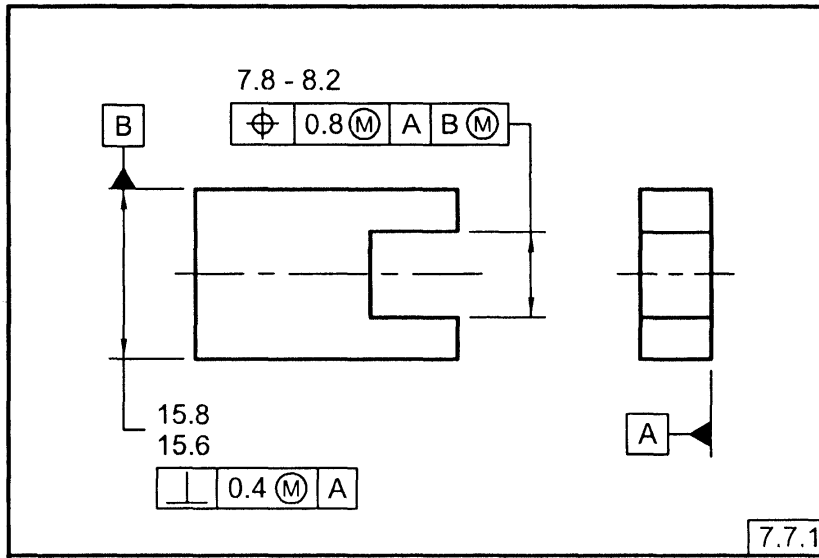 7.8 - 8.2
⌖ 0.8 Ⓜ A B Ⓜ
B
15.8
15.6
⟂ 0.4 Ⓜ A
A
7.7.1